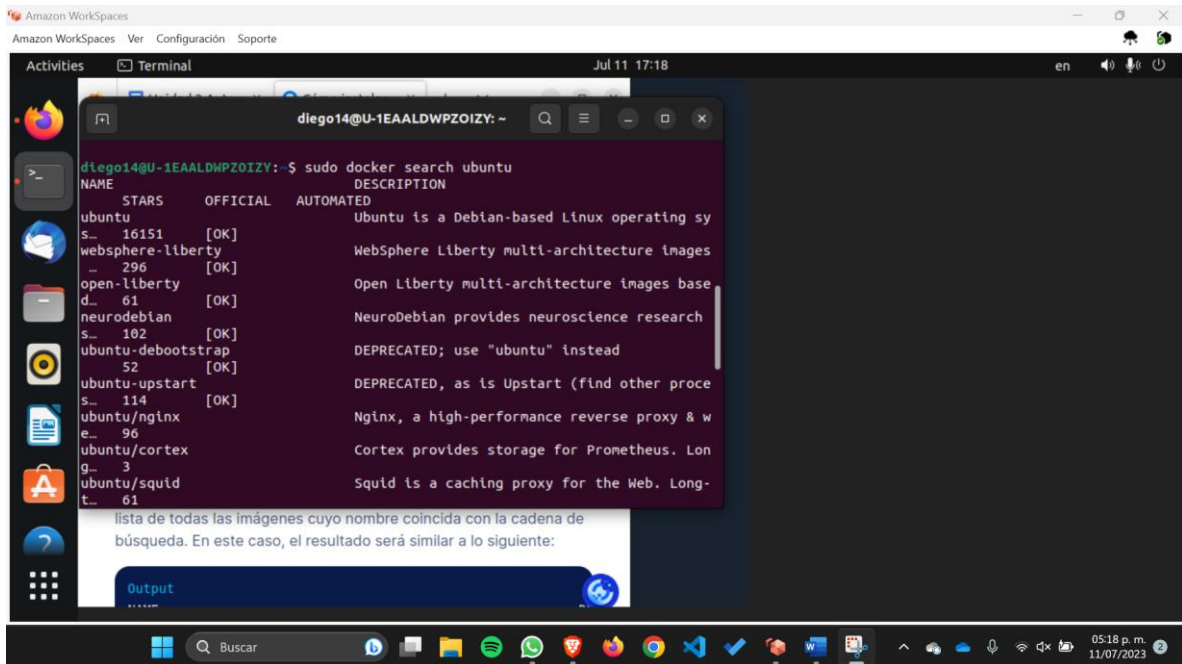 Amazon WorkSpaces
Amazon WorkSpaces Ver Configuración Soporte
Activities Terminal Jul 11 17:18 en
diego14@U-1EAALDWPZOIZY: ~
diego14@U-1EAALDWPZOIZY:~$ sudo docker search ubuntu
NAME DESCRIPTION
STARS OFFICIAL AUTOMATED
ubuntu Ubuntu is a Debian-based Linux operating sy
s… 16151 [OK]
websphere-liberty WebSphere Liberty multi-architecture images
… 296 [OK]
open-liberty Open Liberty multi-architecture images base
d… 61 [OK]
neurodebian NeuroDebian provides neuroscience research
s… 102 [OK]
ubuntu-debootstrap DEPRECATED; use "ubuntu" instead
52 [OK]
ubuntu-upstart DEPRECATED, as is Upstart (find other proce
s… 114 [OK]
ubuntu/nginx Nginx, a high-performance reverse proxy & w
e… 96
ubuntu/cortex Cortex provides storage for Prometheus. Lon
g… 3
ubuntu/squid Squid is a caching proxy for the Web. Long-
t… 61
lista de todas las imágenes cuyo nombre coincida con la cadena de
búsqueda. En este caso, el resultado será similar a lo siguiente:
Output
Buscar
05:18 p. m.
11/07/2023
2